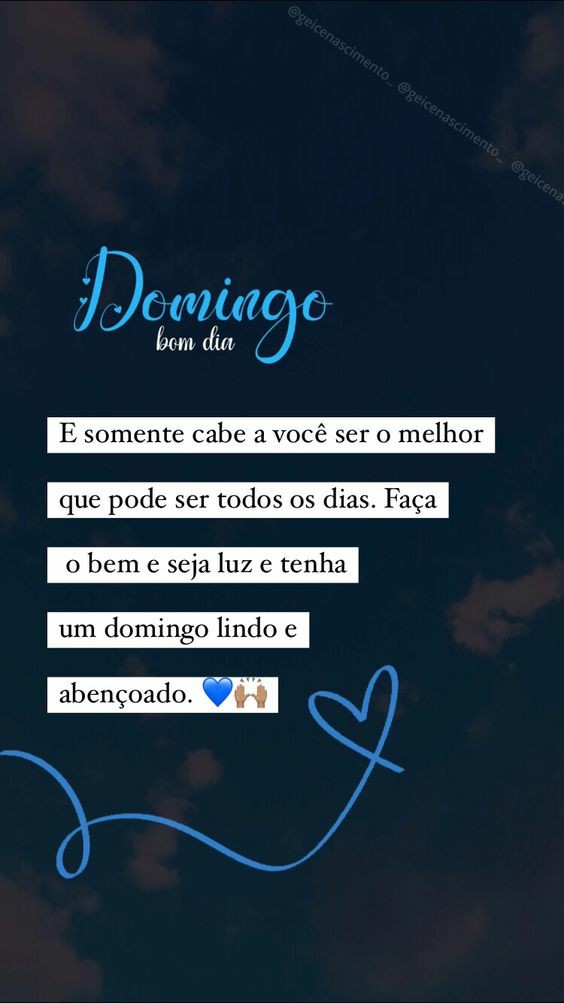 @geicenascimento_ @geicenascimento_ @geicena
Domingo
bom dia
E somente cabe a você ser o melhor
que pode ser todos os dias. Faça
o bem e seja luz e tenha
um domingo lindo e
abençoado. 💙🙌🏽